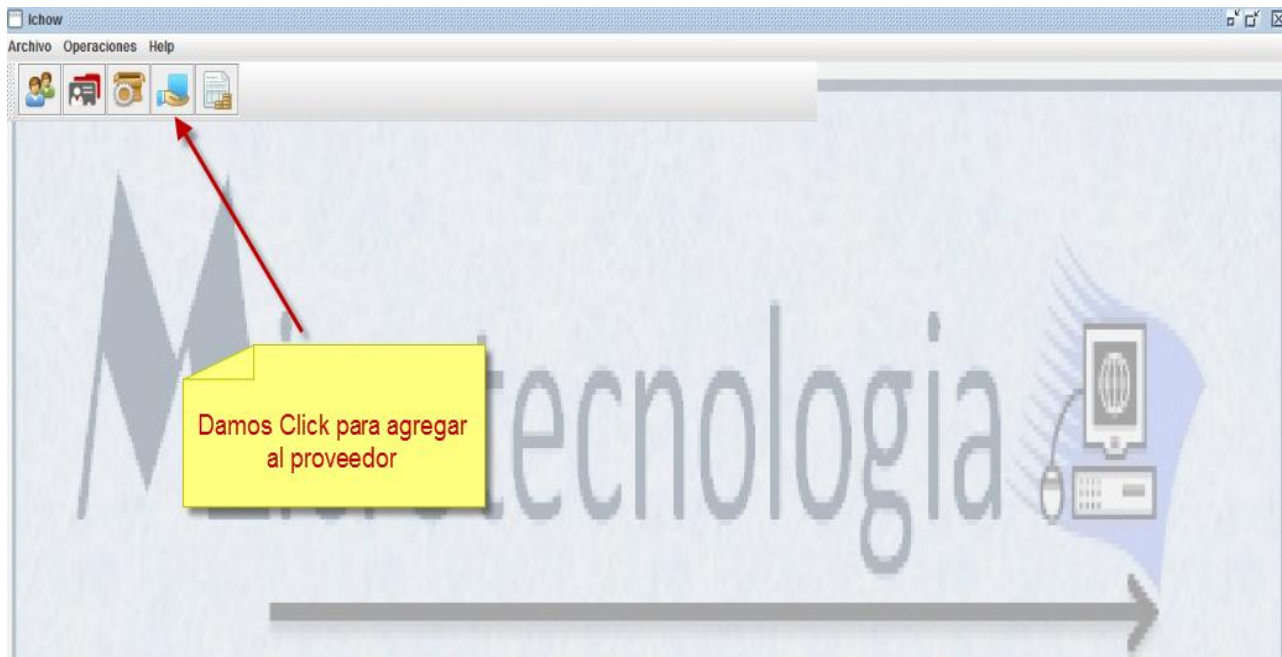 Ichow
Archivo Operaciones Help
Damos Click para agregar
al proveedor
tecnologia